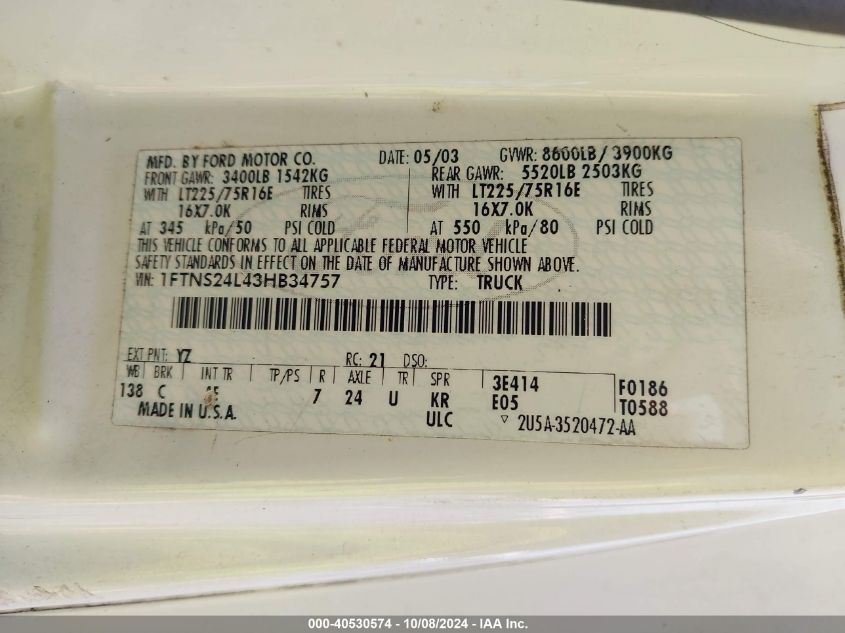 MFD. BY FORD MOTOR CO. DATE: 05/03 GVWR: 8600LB / 3900KG
FRONT GAWR: 3400LB 1542KG REAR GAWR: 5520LB 2503KG
WITH LT225/75R16E TIRES WITH LT225/75R16E TIRES
16X7.0K RIMS 16X7.0K RIMS
AT 345 kPa/50 PSI COLD AT 550 kPa/80 PSI COLD
THIS VEHICLE CONFORMS TO ALL APPLICABLE FEDERAL MOTOR VEHICLE
SAFETY STANDARDS IN EFFECT ON THE DATE OF MANUFACTURE SHOWN ABOVE.
VIN: 1FTNS24L43HB34757 TYPE: TRUCK
EXT PNT: YZ RC: 21 DSO:
WB BRK INT TR TP/PS R AXLE TR SPR 3E414 F0186
138 C 7 24 U KR E05 T0588
MADE IN U.S.A. ULC ▽ 2U5A-3520472-AA
000-40530574 - 10/08/2024 - IAA Inc.